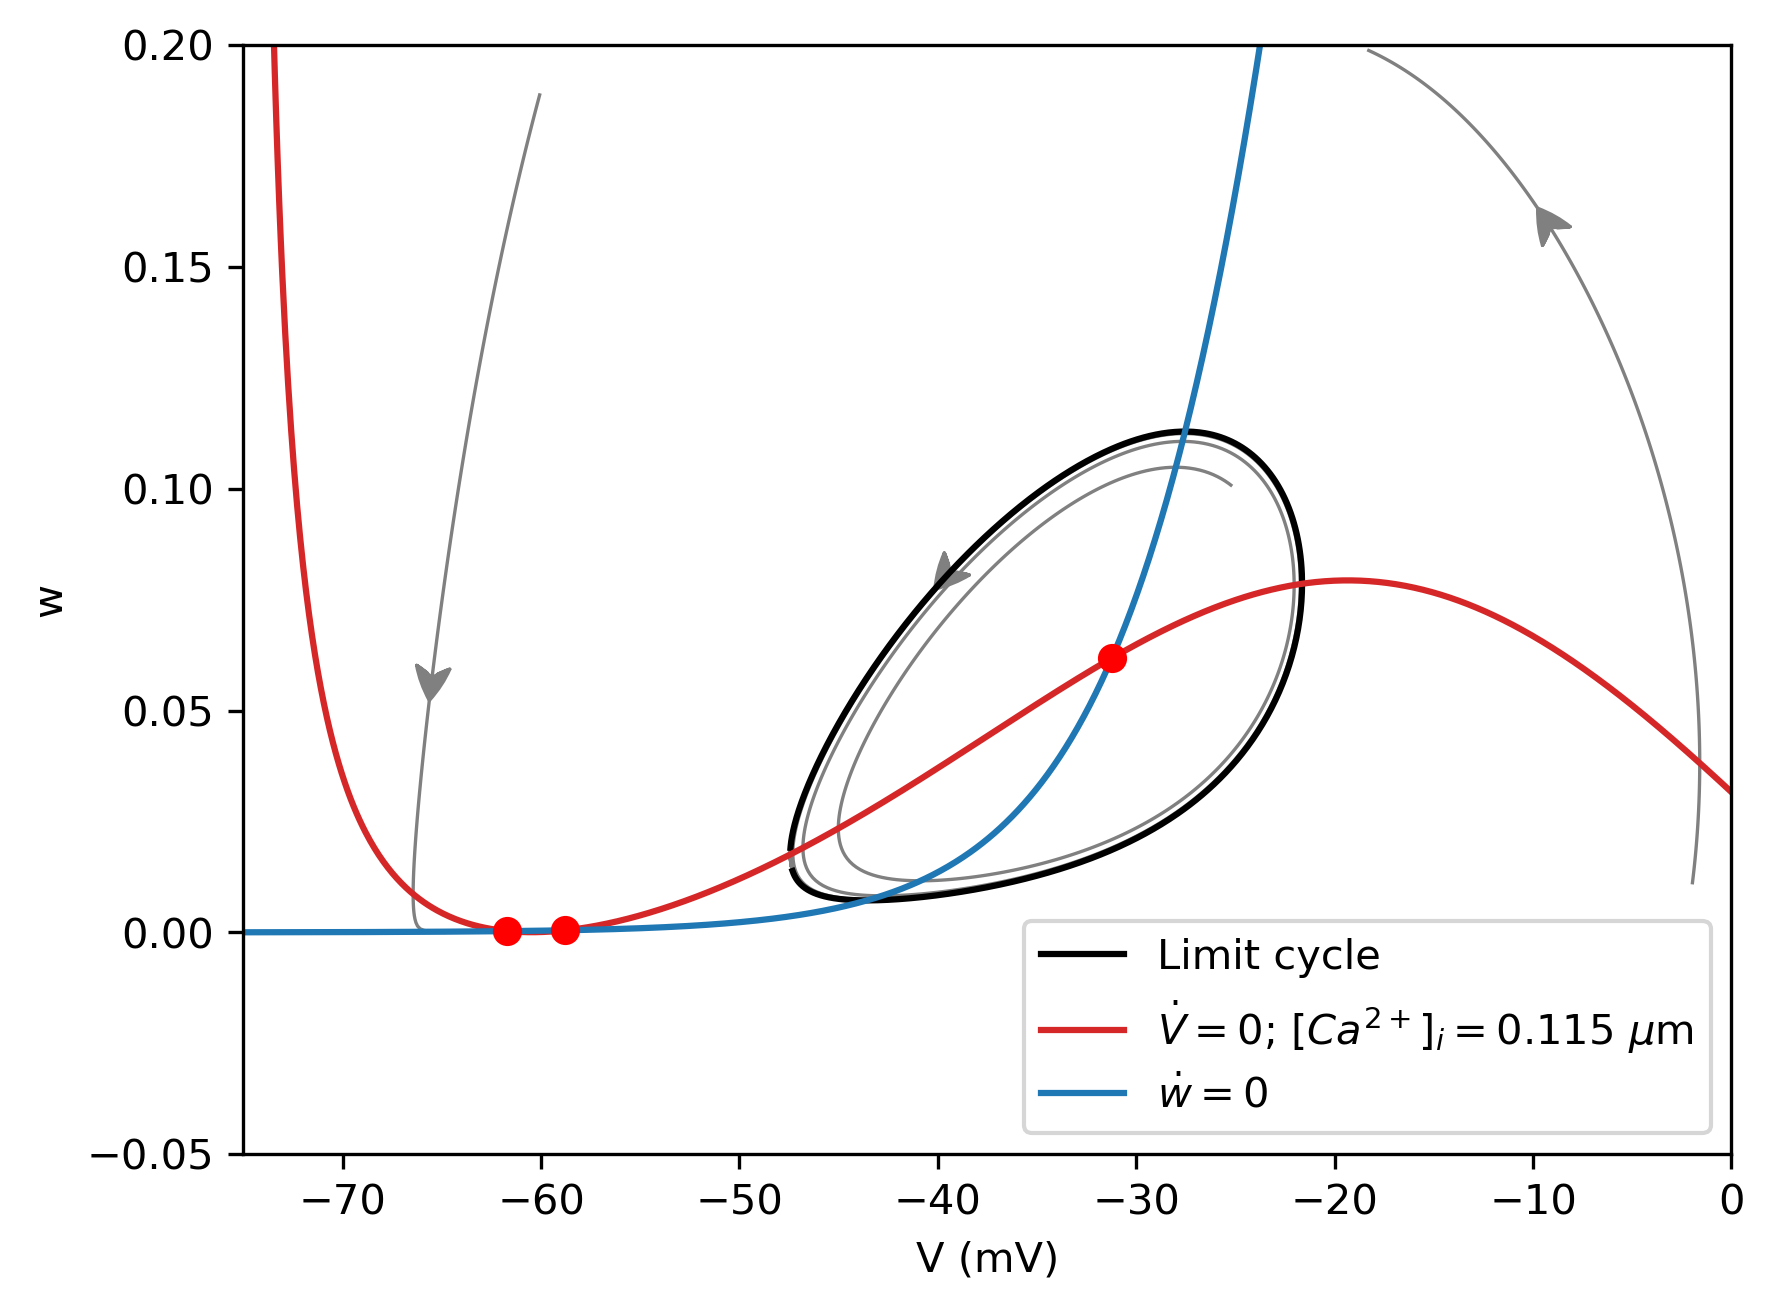 0.20
0.15
0.10
0.05
0.00
−0.05
w
−70 −60 −50 −40 −30 −20 −10 0
V (mV)
Limit cycle
V̇ = 0; [Ca²⁺]ᵢ = 0.115 μm
ẇ = 0